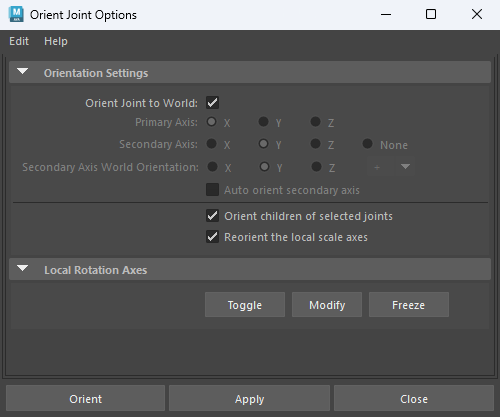 Orient Joint Options
Edit Help
Orientation Settings
Orient Joint to World:
Primary Axis: X Y Z
Secondary Axis: X Y Z None
Secondary Axis World Orientation: X Y Z +
Auto orient secondary axis
Orient children of selected joints
Reorient the local scale axes
Local Rotation Axes
Toggle Modify Freeze
Orient Apply Close